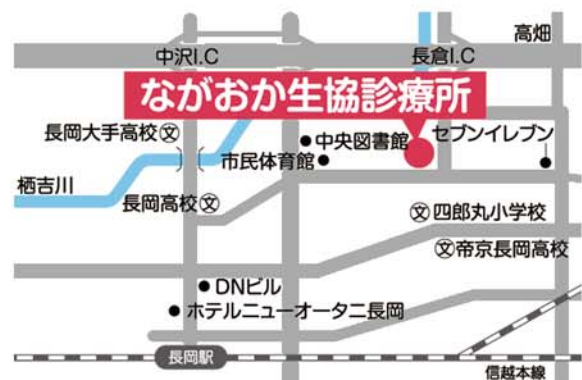 高畑
中沢I.C
長倉I.C
ながおか生協診療所
長岡大手高校文
中央図書館
セブンイレブン
市民体育館
栖吉川
長岡高校文
文四郎丸小学校
文帝京長岡高校
DNビル
ホテルニューオータニ長岡
長岡駅
信越本線